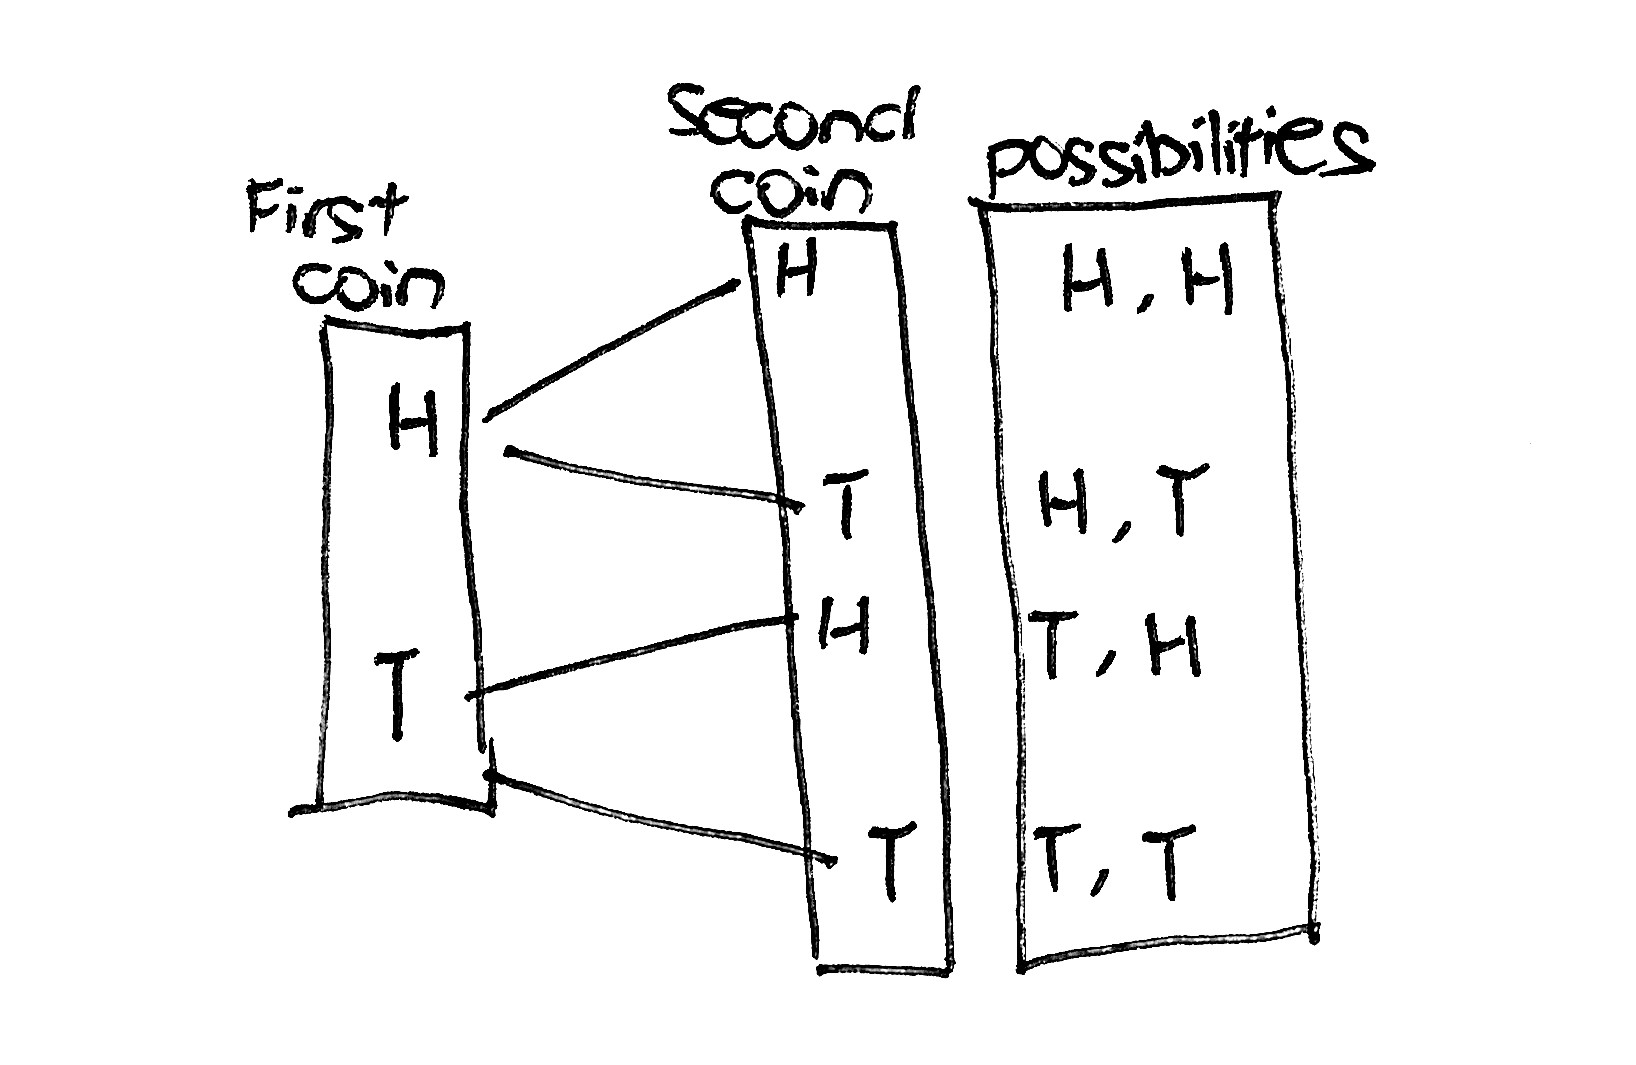 First
coin
H
T
Second
coin
H
T
H
T
possibilities
H, H
H, T
T, H
T, T